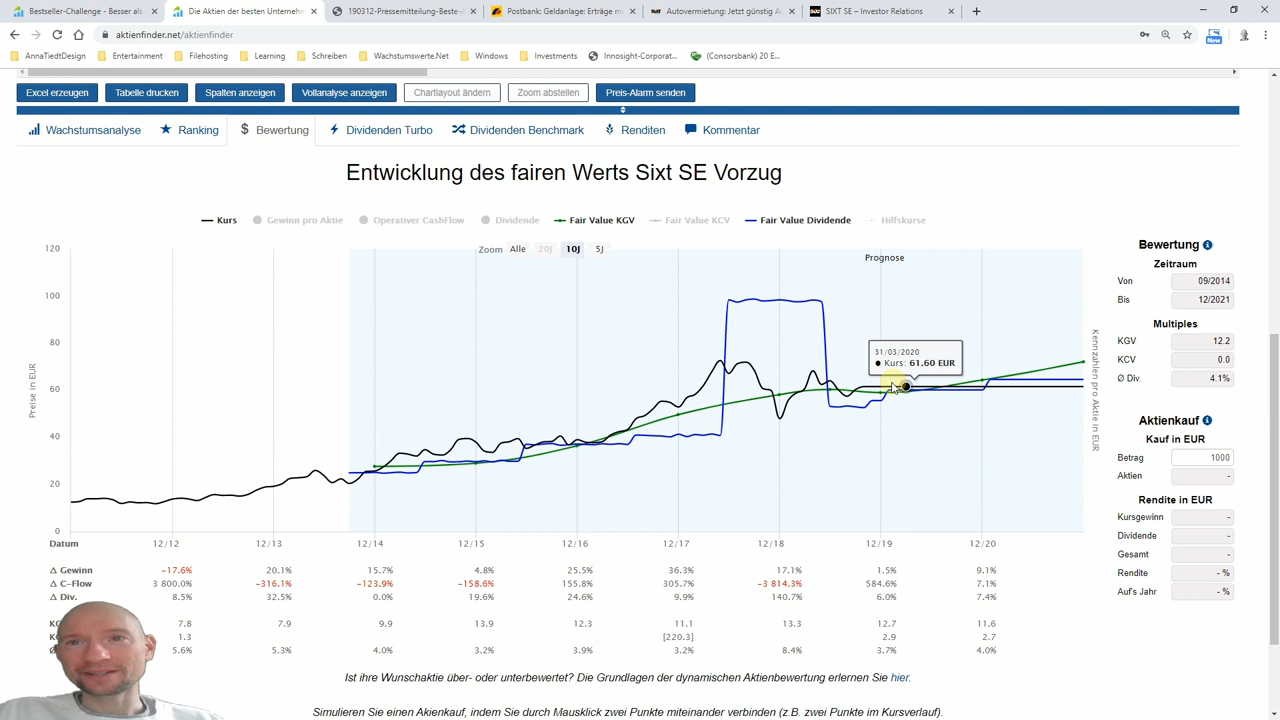 Bestseller-Challenge - Besser als
Die Aktien der besten Unternehm
190312-Pressemitteilung-Beste-A
Postbank: Geldanlage: Erträge mi
Autovermietung: Jetzt günstig Au
SIXT SE – Investor Relations
aktienfinder.net/aktienfinder
New
AnnaTiedtDesign
Entertainment
Filehosting
Learning
Schreiben
Wachstumswerte.Net
Windows
Investments
Innosight-Corporat...
(Consorsbank) 20 E...
Excel erzeugen
Tabelle drucken
Spalten anzeigen
Vollanalyse anzeigen
Chartlayout ändern
Zoom abstellen
Preis-Alarm senden
Wachstumsanalyse
Ranking
$ Bewertung
Dividenden Turbo
Dividenden Benchmark
Renditen
Kommentar
Entwicklung des fairen Werts Sixt SE Vorzug
Kurs
Gewinn pro Aktie
Operativer CashFlow
Dividende
Fair Value KGV
Fair Value KCV
Fair Value Dividende
Hilfskurse
Zoom Alle 20J 10J 5J
Prognose
Preise in EUR
120
100
80
60
40
20
0
31/03/2020
Kurs: 61.60 EUR
Kennzahlen pro Aktie in EUR
Datum 12/12 12/13 12/14 12/15 12/16 12/17 12/18 12/19 12/20
Δ Gewinn -17.6% 20.1% 15.7% 4.8% 25.5% 36.3% 17.1% 1.5% 9.1%
Δ C-Flow 3 800.0% -316.1% -123.9% -158.6% 155.8% 305.7% -3 814.3% 584.6% 7.1%
Δ Div. 8.5% 32.5% 0.0% 19.6% 24.6% 9.9% 140.7% 6.0% 7.4%
7.8 7.9 9.9 13.9 12.3 11.1 13.3 12.7 11.6
1.3 [220.3] 2.9 2.7
5.6% 5.3% 4.0% 3.2% 3.9% 3.2% 8.4% 3.7% 4.0%
Bewertung
Zeitraum
Von 09/2014
Bis 12/2021
Multiples
KGV 12.2
KCV 0.0
Ø Div. 4.1%
Aktienkauf
Kauf in EUR
Betrag 1000
Aktien -
Rendite in EUR
Kursgewinn -
Dividende -
Gesamt -
Rendite - %
Auf's Jahr - %
Ist ihre Wunschaktie über- oder unterbewertet? Die Grundlagen der dynamischen Aktienbewertung erlernen Sie hier.
Simulieren Sie einen Akienkauf, indem Sie durch Mausklick zwei Punkte miteinander verbinden (z.B. zwei Punkte im Kursverlauf).